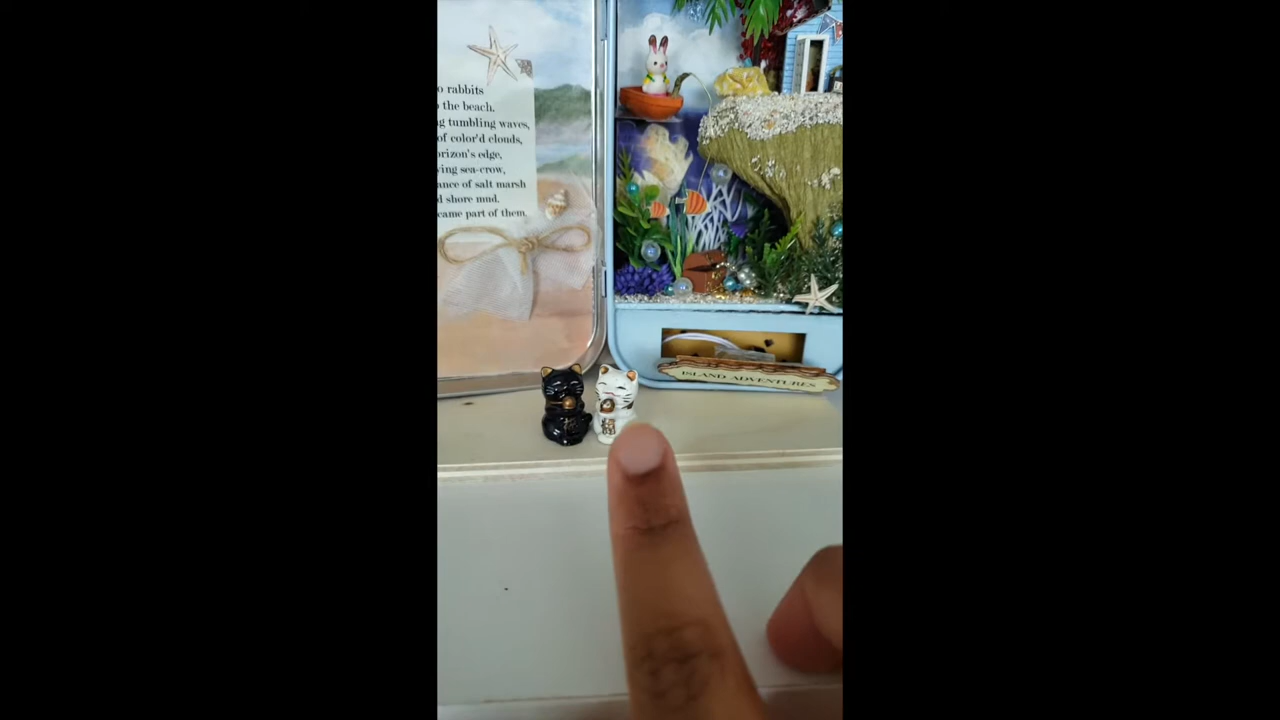 o rabbits
o the beach.
g tumbling waves,
of color'd clouds,
orizon's edge,
ving sea-crow,
ance of salt marsh
d shore mud.
came part of them.
ISLAND ADVENTURES